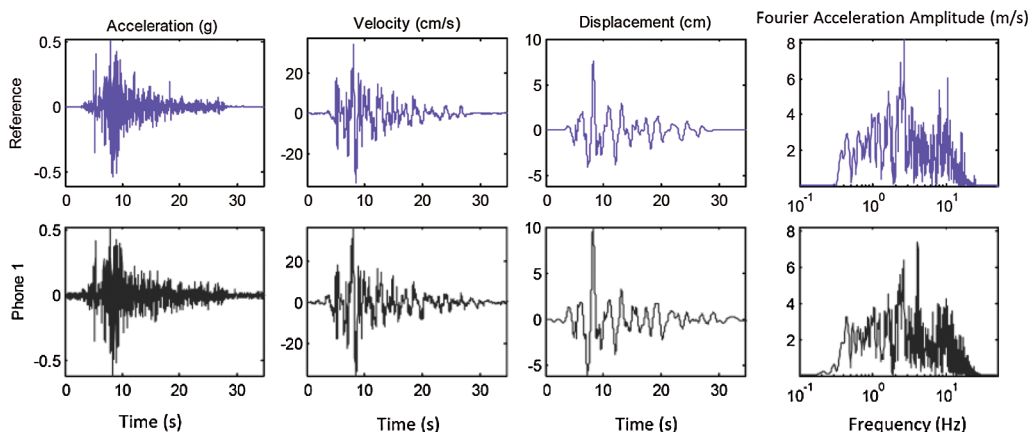 Acceleration (g)
Velocity (cm/s)
Displacement (cm)
Fourier Acceleration Amplitude (m/s)
Reference
0.5
0
-0.5
0 10 20 30
20
0
-20
0 10 20 30
10
5
0
-5
0 10 20 30
8
6
4
2
10-1 100 101
Phone 1
0.5
0
-0.5
0 10 20 30
20
0
-20
0 10 20 30
10
5
0
-5
0 10 20 30
8
6
4
2
10-1 100 101
Time (s)
Time (s)
Time (s)
Frequency (Hz)